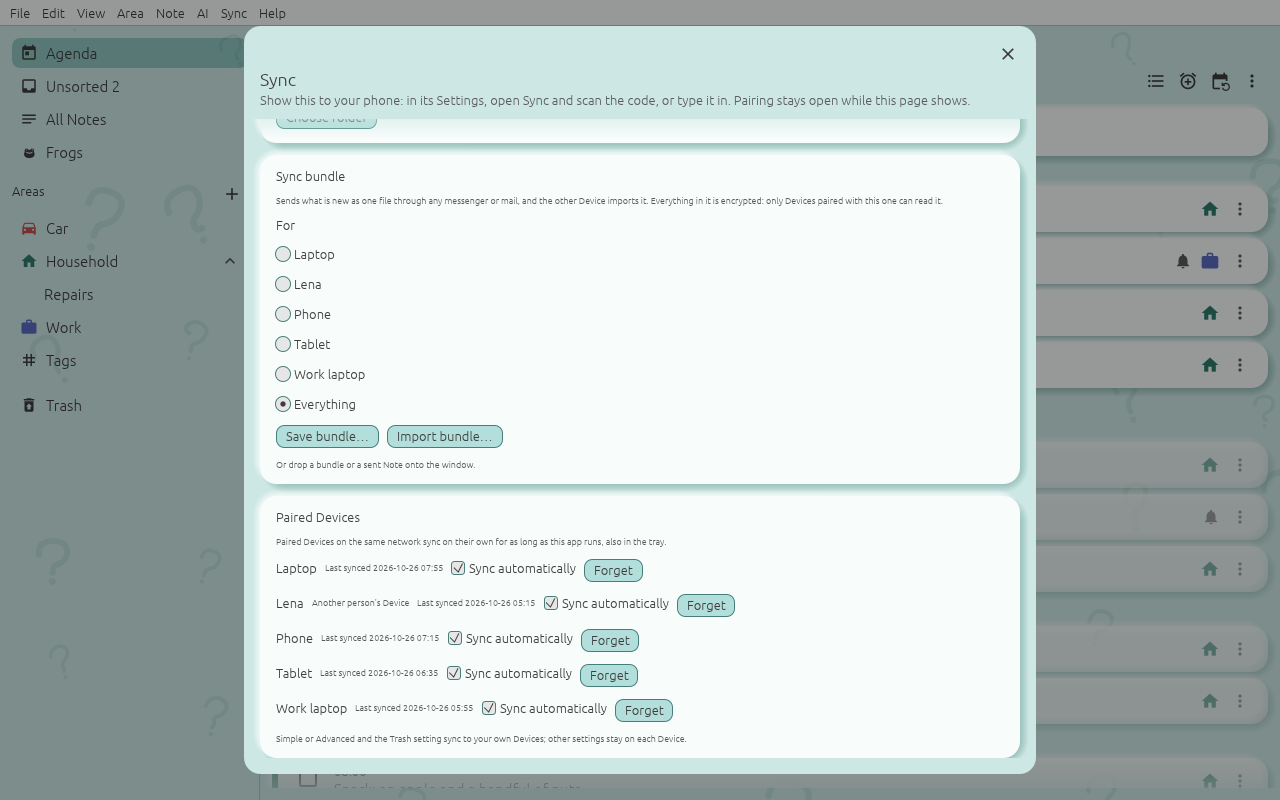 File Edit View Area Note AI Sync Help
Agenda
Unsorted 2
All Notes
Frogs
Areas
Car
Household
Repairs
Work
Tags
Trash
Sync
Show this to your phone: in its Settings, open Sync and scan the code, or type it in. Pairing stays open while this page shows.
Choose folder
Sync bundle
Sends what is new as one file through any messenger or mail, and the other Device imports it. Everything in it is encrypted: only Devices paired with this one can read it.
For
Laptop
Lena
Phone
Tablet
Work laptop
Everything
Save bundle… Import bundle…
Or drop a bundle or a sent Note onto the window.
Paired Devices
Paired Devices on the same network sync on their own for as long as this app runs, also in the tray.
Laptop Last synced 2026-10-26 07:55 Sync automatically Forget
Lena Another person's Device Last synced 2026-10-26 05:15 Sync automatically Forget
Phone Last synced 2026-10-26 07:15 Sync automatically Forget
Tablet Last synced 2026-10-26 06:35 Sync automatically Forget
Work laptop Last synced 2026-10-26 05:55 Sync automatically Forget
Simple or Advanced and the Trash setting sync to your own Devices; other settings stay on each Device.